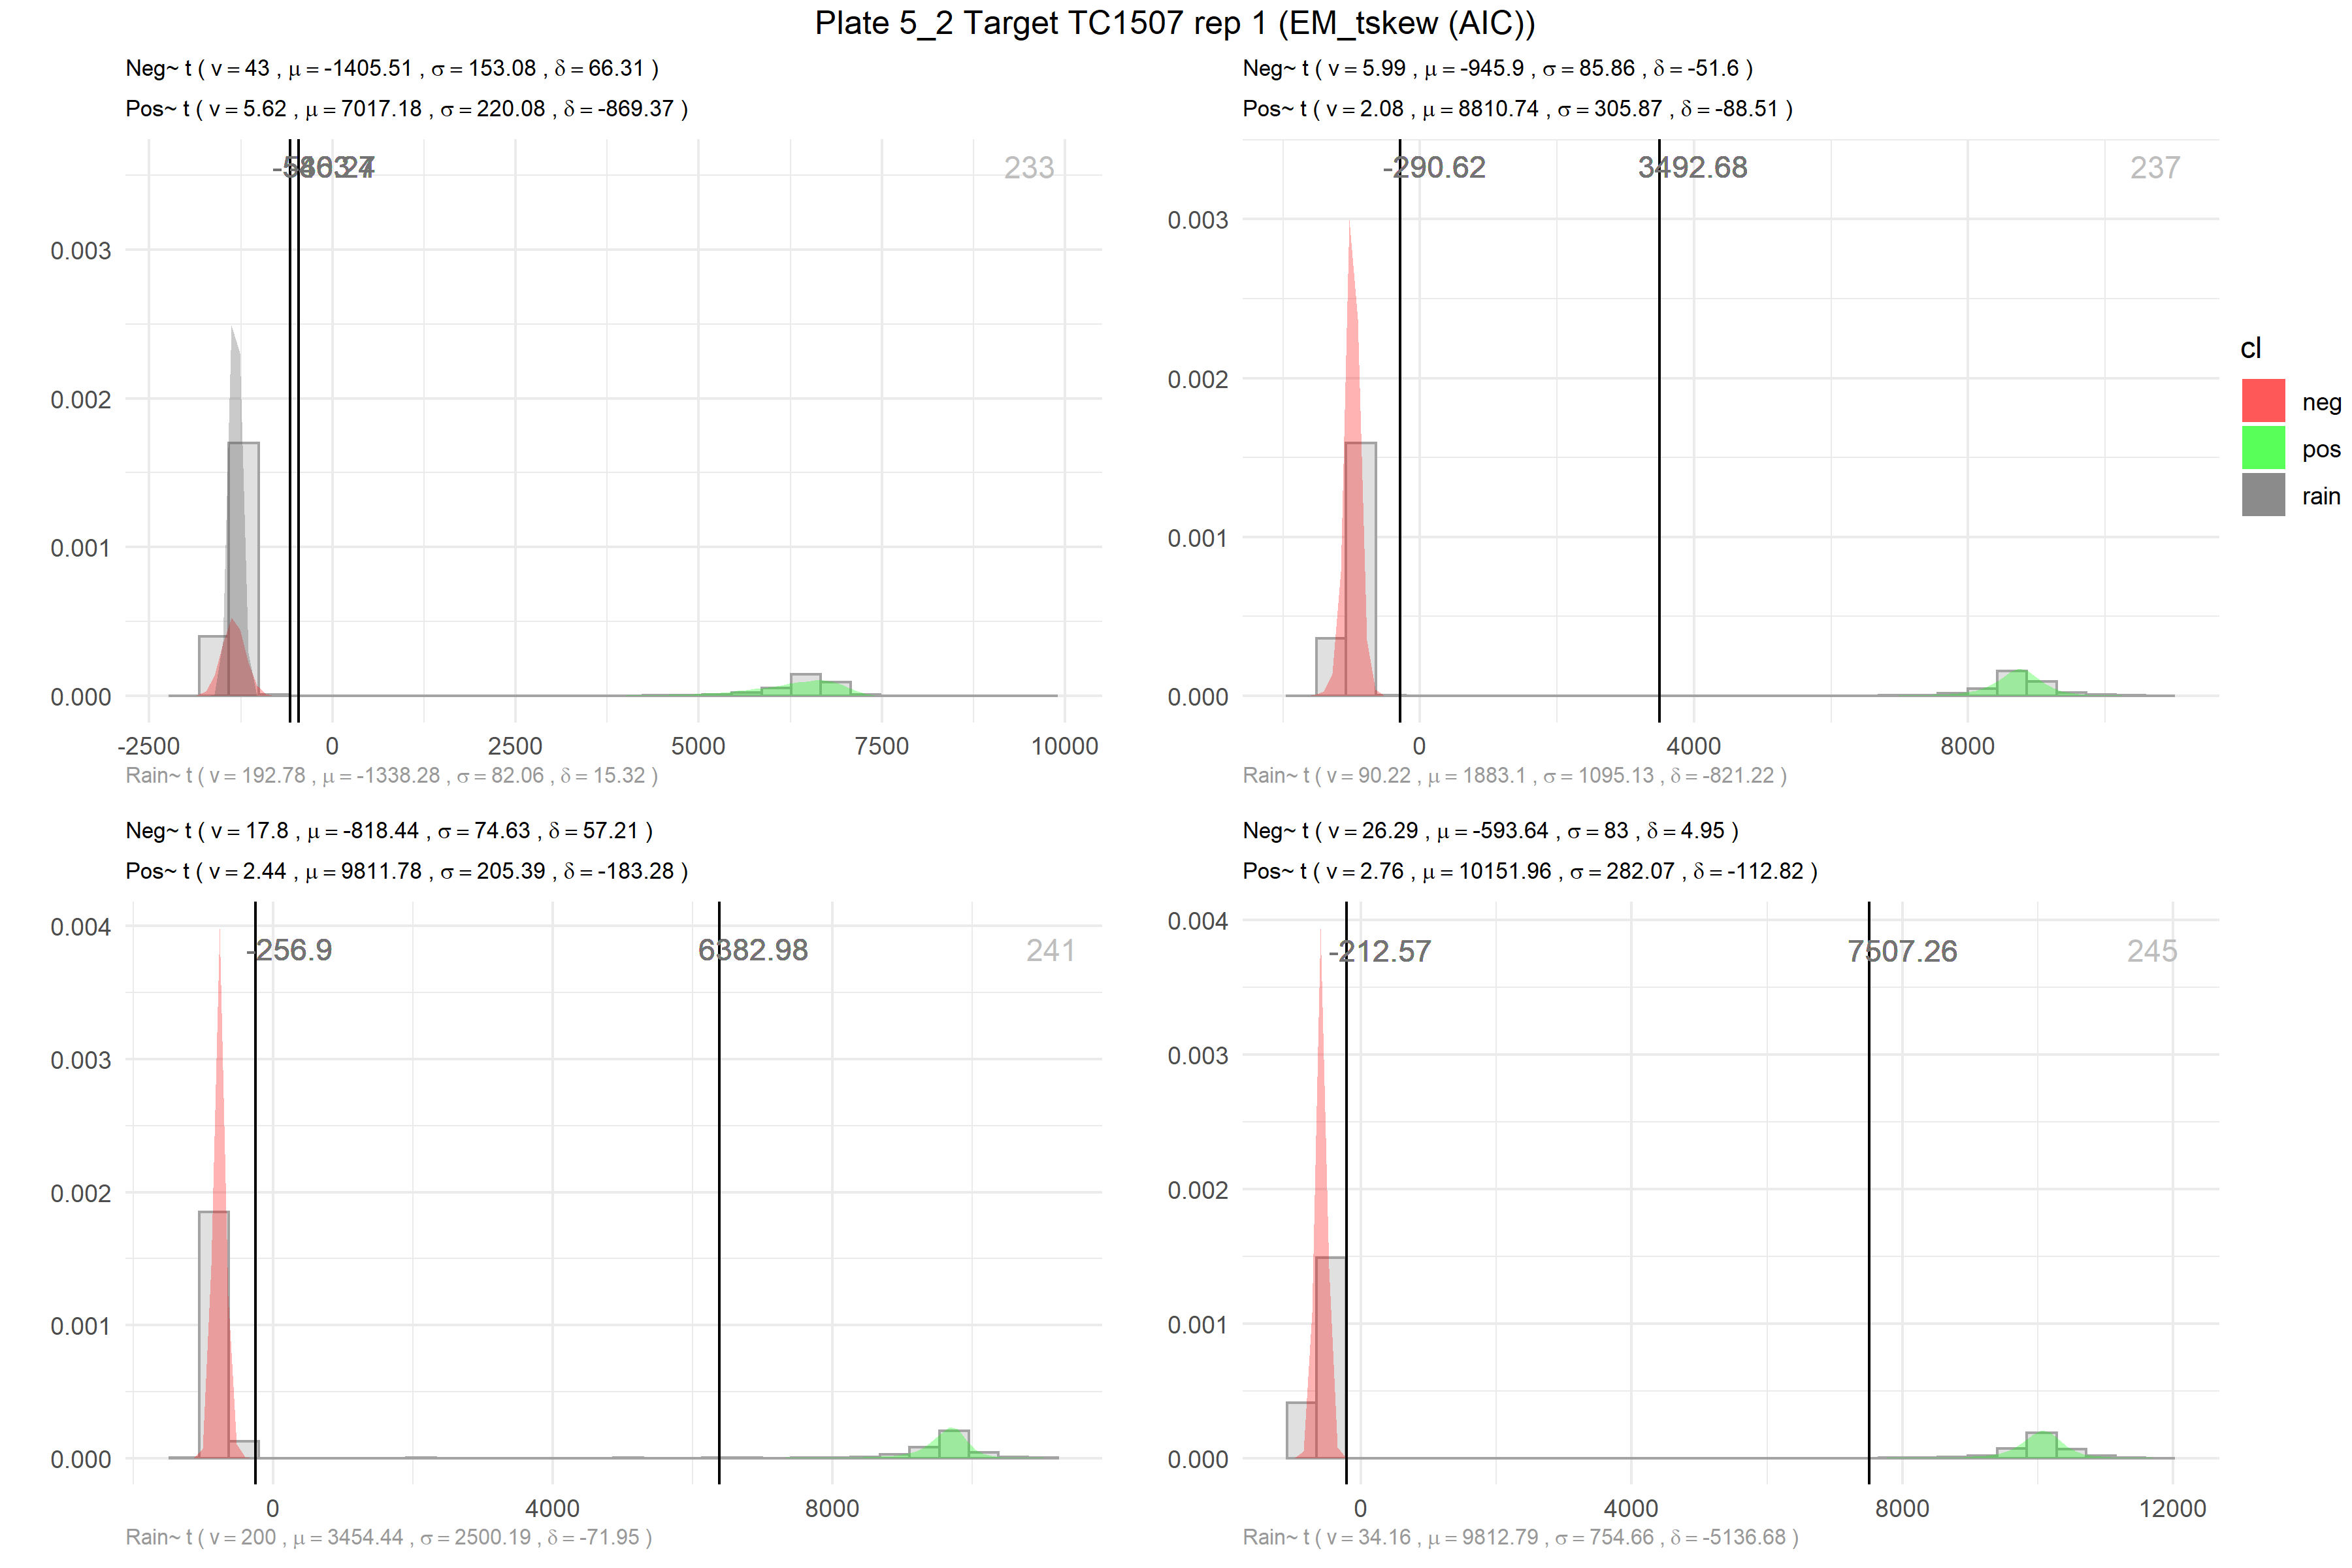 Plate 5_2 Target TC1507 rep 1 (EM_tskew (AIC))
Neg~ t ( v = 43 , μ = -1405.51 , σ = 153.08 , δ = 66.31 )
Pos~ t ( v = 5.62 , μ = 7017.18 , σ = 220.08 , δ = -869.37 )
233
0.003
0.002
0.001
0.000
-2500 0 2500 5000 7500 10000
Rain~ t ( v = 192.78 , μ = -1338.28 , σ = 82.06 , δ = 15.32 )
Neg~ t ( v = 5.99 , μ = -945.9 , σ = 85.86 , δ = -51.6 )
Pos~ t ( v = 2.08 , μ = 8810.74 , σ = 305.87 , δ = -88.51 )
-290.62 3492.68 237
0.003
0.002
0.001
0.000
0 4000 8000
Rain~ t ( v = 90.22 , μ = 1883.1 , σ = 1095.13 , δ = -821.22 )
cl
neg
pos
rain
Neg~ t ( v = 17.8 , μ = -818.44 , σ = 74.63 , δ = 57.21 )
Pos~ t ( v = 2.44 , μ = 9811.78 , σ = 205.39 , δ = -183.28 )
-256.9 6382.98 241
0.004
0.003
0.002
0.001
0.000
0 4000 8000
Rain~ t ( v = 200 , μ = 3454.44 , σ = 2500.19 , δ = -71.95 )
Neg~ t ( v = 26.29 , μ = -593.64 , σ = 83 , δ = 4.95 )
Pos~ t ( v = 2.76 , μ = 10151.96 , σ = 282.07 , δ = -112.82 )
-212.57 7507.26 245
0.004
0.003
0.002
0.001
0.000
0 4000 8000 12000
Rain~ t ( v = 34.16 , μ = 9812.79 , σ = 754.66 , δ = -5136.68 )